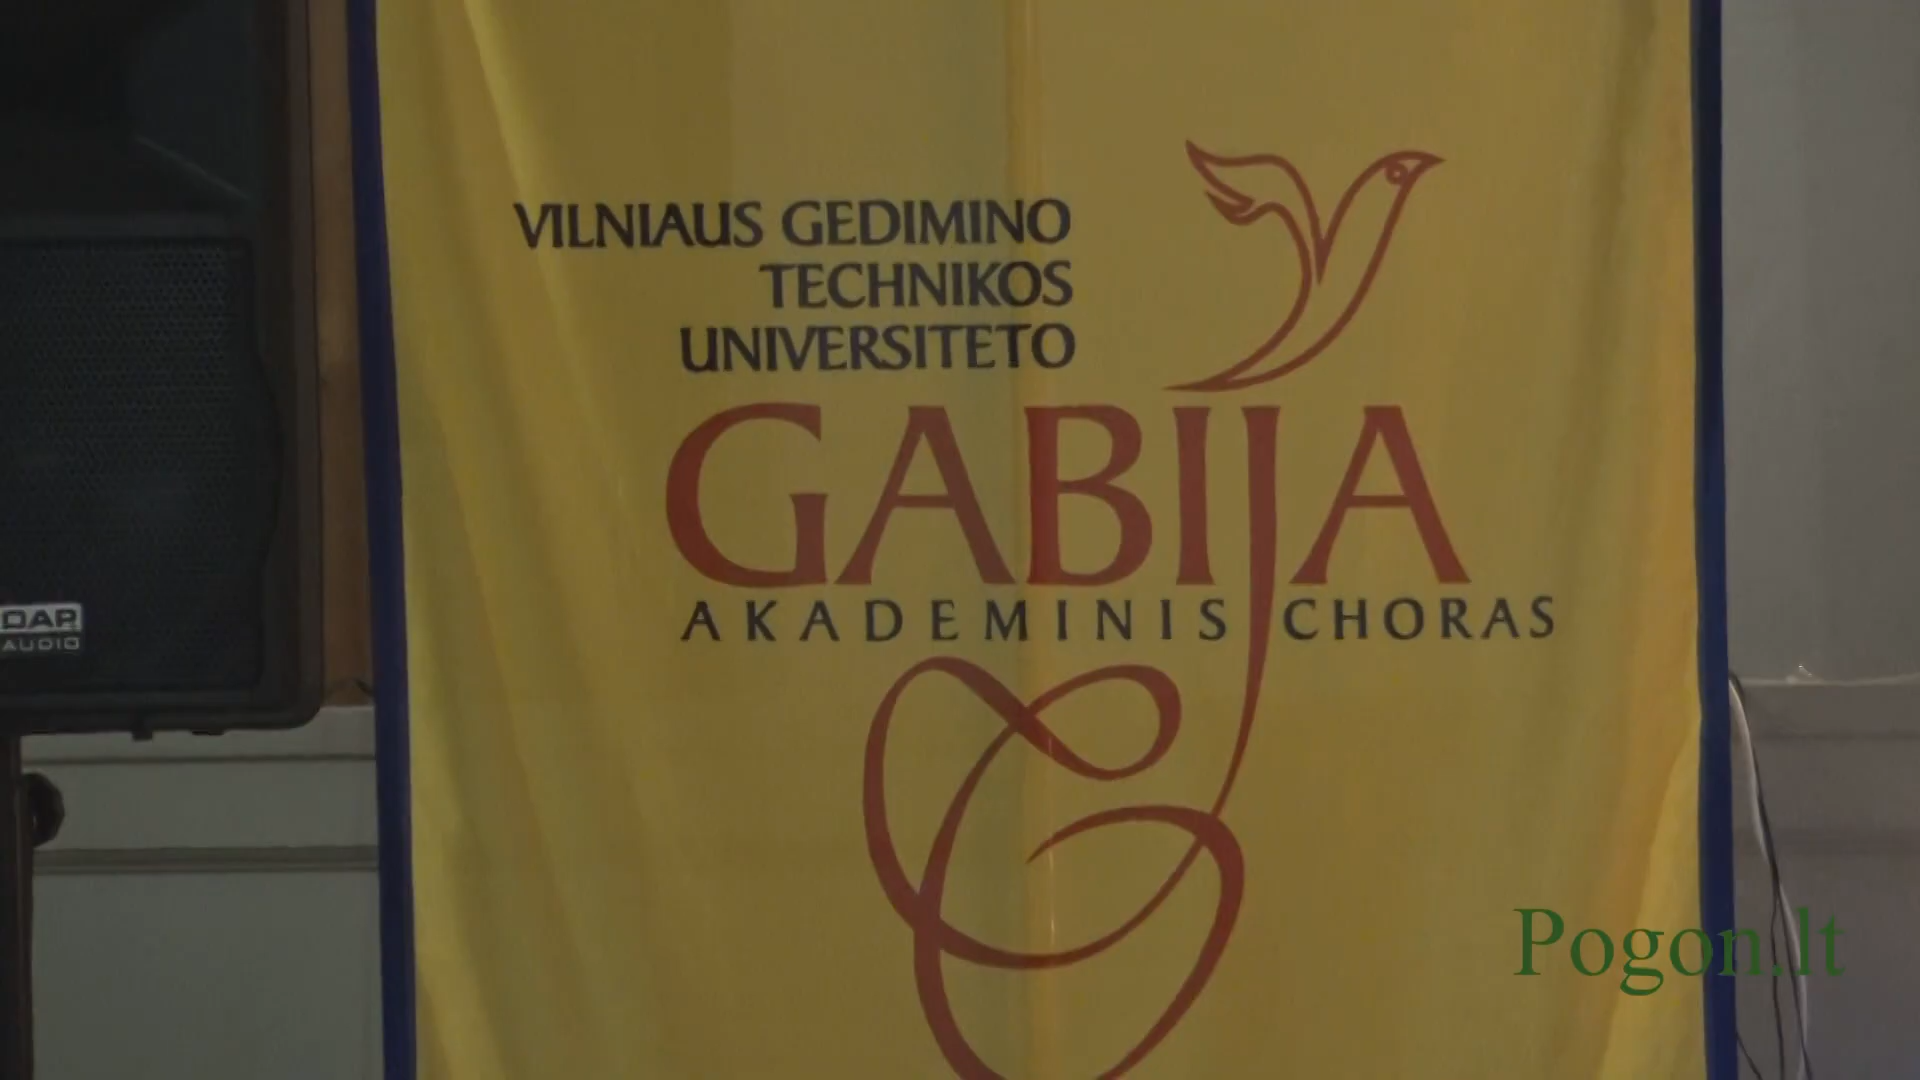 VILNIAUS GEDIMINO
TECHNIKOS
UNIVERSITETO
GABIJA
AKADEMINIS CHORAS
DAP
AUDIO
Pogon.lt